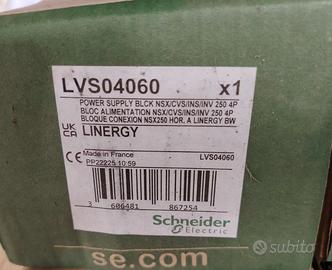 LVS04060 x1
POWER SUPPLY BLCK NSX/CVS/INS/INV 250 4P
BLOC ALIMENTATION NSX/CVS/INS/INV 250 4P
BLOQUE CONEXION NSX250 HOR. A LINERGY BW
UK CA LINERGY
CE Made in France LVS04060
PP22225 10:59
3 606481 867254
Schneider
Electric
se.com
subito